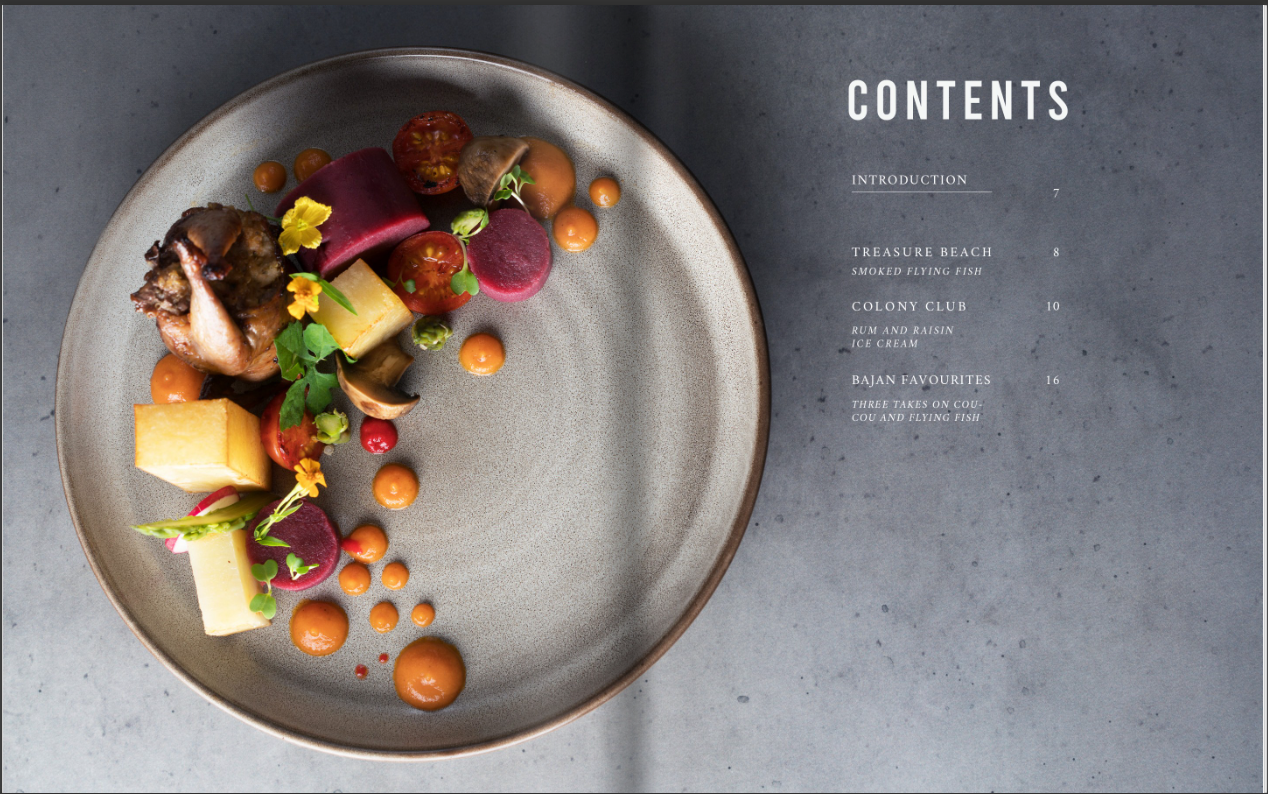 CONTENTS
INTRODUCTION
7
TREASURE BEACH 8
SMOKED FLYING FISH
COLONY CLUB 10
RUM AND RAISIN
ICE CREAM
BAJAN FAVOURITES 16
THREE TAKES ON COU-
COU AND FLYING FISH